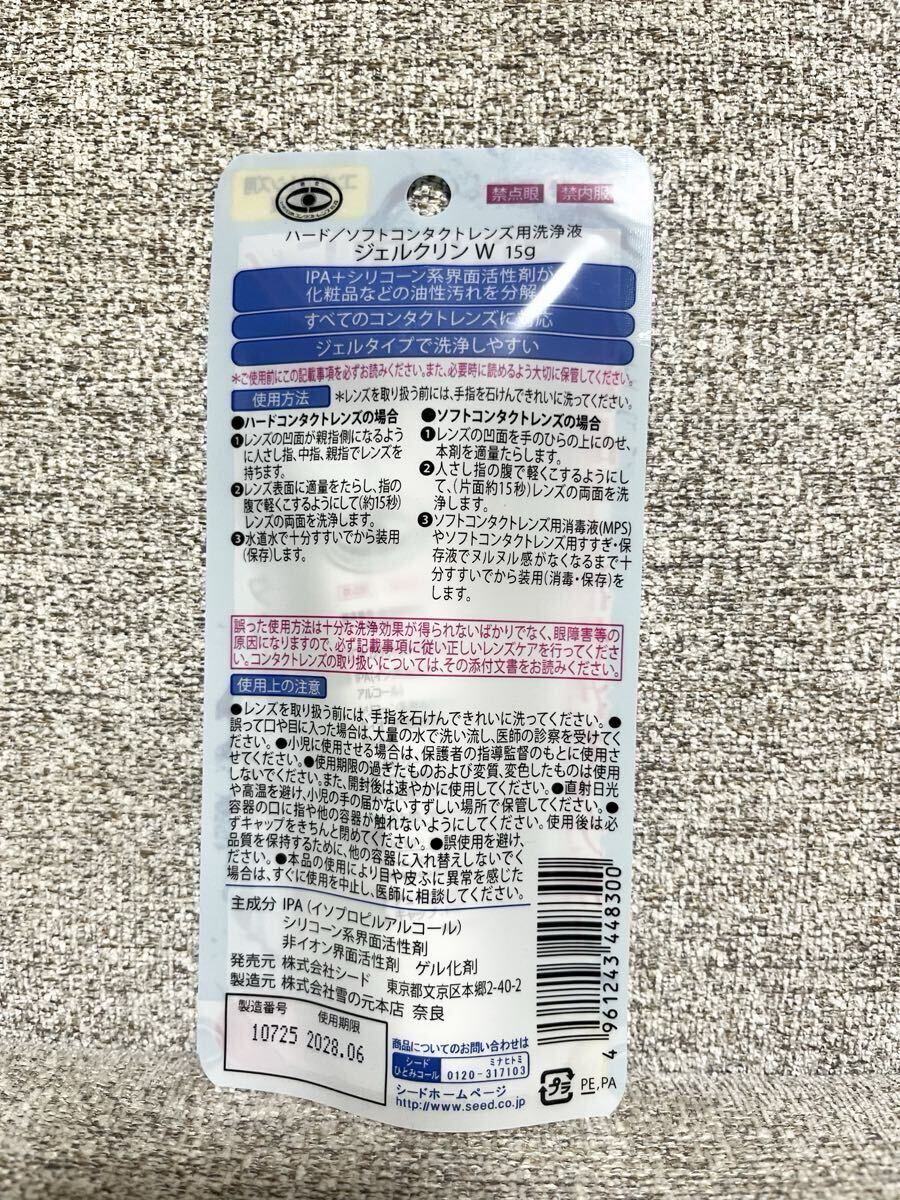 禁点眼 禁内服
ハード/ソフトコンタクトレンズ用洗浄液
ジェルクリン W 15g
IPA+シリコーン系界面活性剤が
化粧品などの油性汚れを分解
すべてのコンタクトレンズに対応
ジェルタイプで洗浄しやすい
*ご使用前にこの記載事項を必ずお読みください。また、必要時に読めるよう大切に保管してください。
使用方法 *レンズを取り扱う前には、手指を石けんできれいに洗ってください。
●ハードコンタクトレンズの場合
❶レンズの凹面が親指側になるよう
に人さし指、中指、親指でレンズを
持ちます。
❷レンズ表面に適量をたらし、指の
腹で軽くこするようにして(約15秒)
レンズの両面を洗浄します。
❸水道水で十分すすいでから装用
(保存)します。
●ソフトコンタクトレンズの場合
❶レンズの凹面を手のひらの上にのせ、
本剤を適量たらします。
❷人さし指の腹で軽くこするようにし
て、(片面約15秒)レンズの両面を洗
浄します。
❸ソフトコンタクトレンズ用消毒液(MPS)
やソフトコンタクトレンズ用すすぎ・保
存液でヌルヌル感がなくなるまで十
分すすいでから装用(消毒・保存)を
します。
誤った使用方法は十分な洗浄効果が得られないばかりでなく、眼障害等の
原因になりますので、必ず記載事項に従い正しいレンズケアを行ってくださ
い。コンタクトレンズの取り扱いについては、その添付文書をお読みください。
使用上の注意
●レンズを取り扱う前には、手指を石けんできれいに洗ってください。●
誤って口や目に入った場合は、大量の水で洗い流し、医師の診察を受けてく
ださい。●小児に使用させる場合は、保護者の指導監督のもとに使用さ
せてください。●使用期限の過ぎたものおよび変質、変色したものは使用
しないでください。また、開封後は速やかに使用してください。●直射日光
や高温を避け、小児の手の届かないすずしい場所で保管してください。●
容器の口に指や他の容器が触れないようにしてください。使用後は必
ずキャップをきちんと閉めてください。●誤使用を避け、
品質を保持するために、他の容器に入れ替えしないでく
ださい。●本品の使用により目や皮ふに異常を感じた
場合は、すぐに使用を中止し、医師に相談してください。
主成分 IPA(イソプロピルアルコール)
シリコーン系界面活性剤
非イオン界面活性剤 ゲル化剤
発売元 株式会社シード 東京都文京区本郷2-40-2
製造元 株式会社雪の元本店 奈良
製造番号 使用期限
10725 2028.06
商品についてのお問い合わせは
シード
ひとみコール
ミナヒトミ
0120-317103
シードホームページ
http://www.seed.co.jp
4961243448300
プラ PE,PA